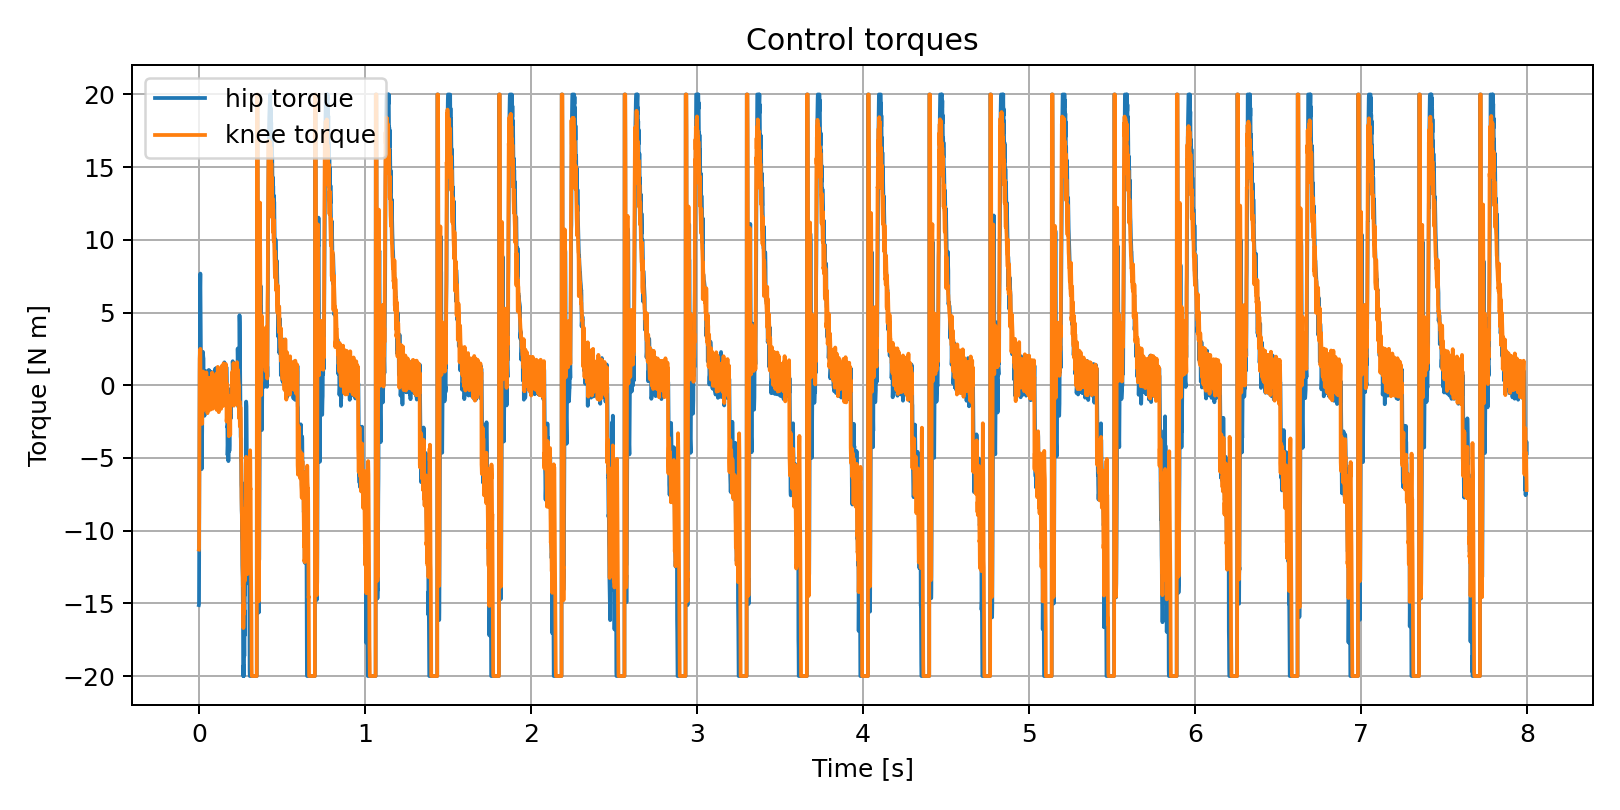 Control torques
hip torque
knee torque
Torque [N m]
20
15
10
5
0
−5
−10
−15
−20
0 1 2 3 4 5 6 7 8
Time [s]